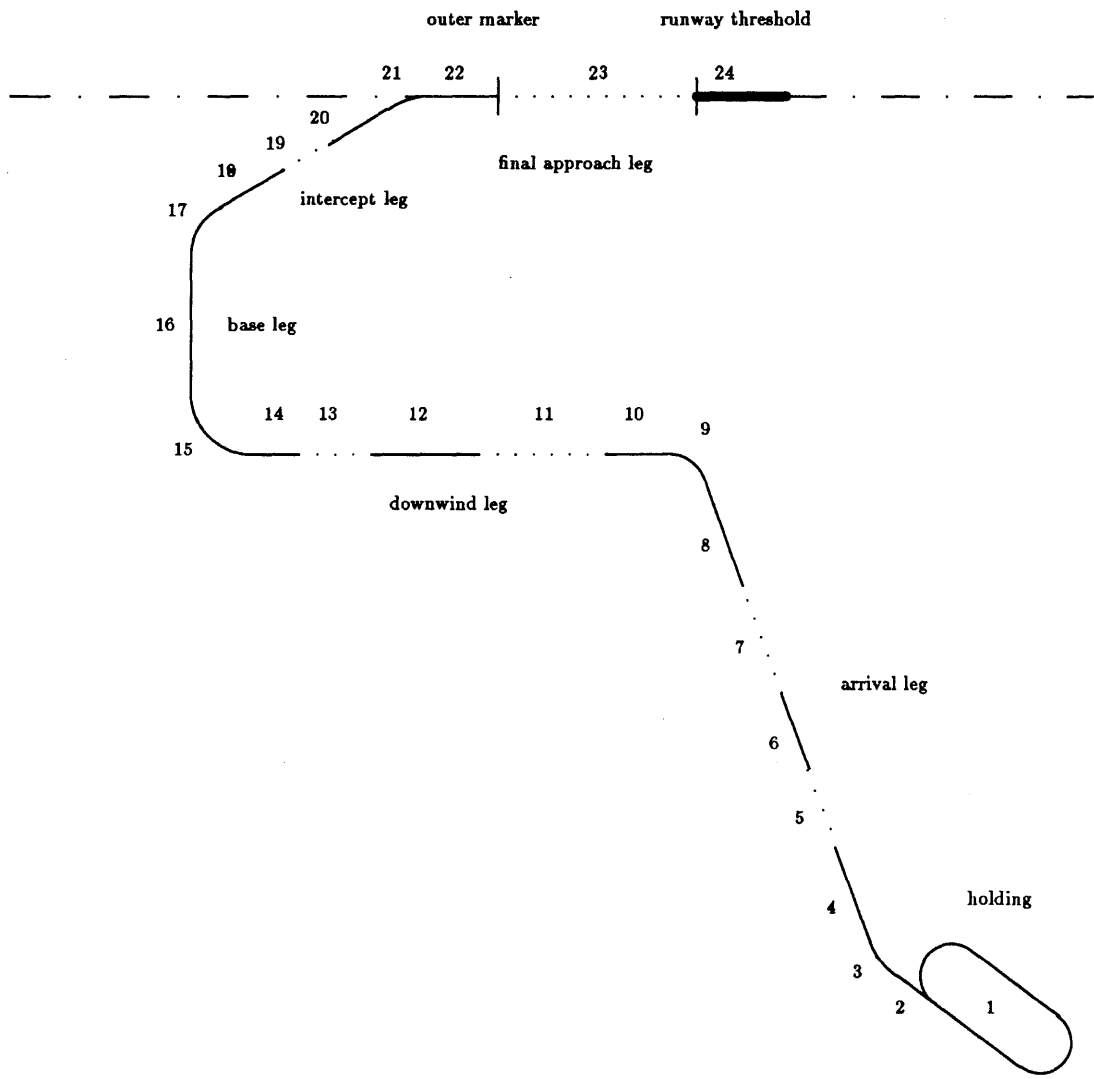 outer marker runway threshold
21 22 23 24
20
19
final approach leg
18
intercept leg
17
16 base leg
14 13 12 11 10
9
15
downwind leg
8
7
arrival leg
6
5
holding
4
3
2 1